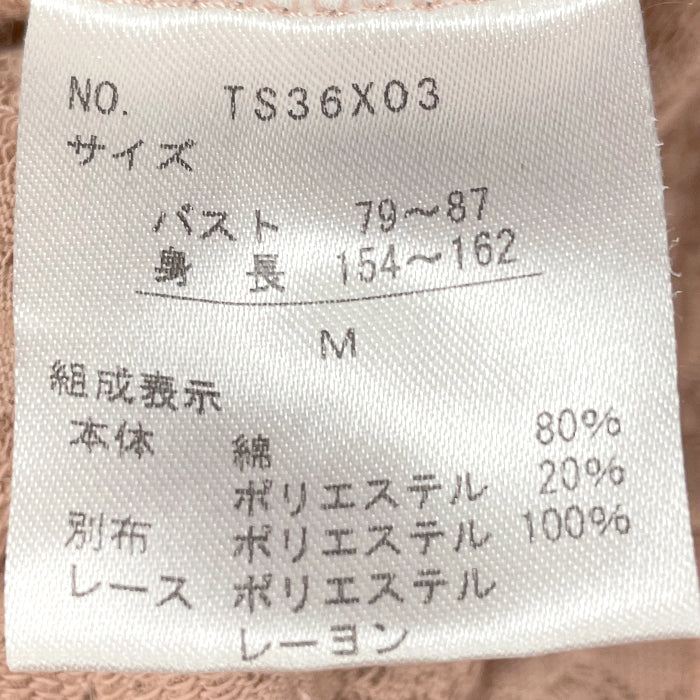 NO. TS36X03
サイズ
バスト 79～87
身 長 154～162
M
組成表示
本体 綿 80%
ポリエステル 20%
別布 ポリエステル 100%
レース ポリエステル
レーヨン